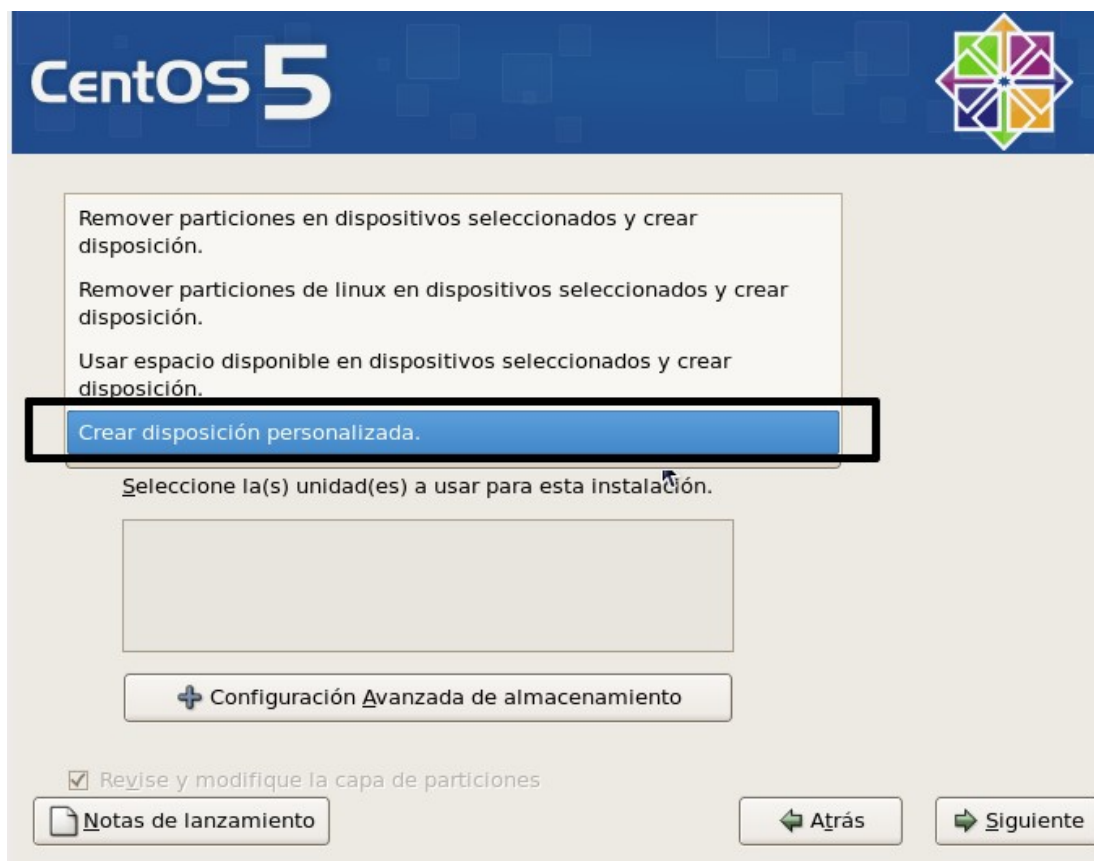 CentOS 5
Remover particiones en dispositivos seleccionados y crear
disposición.
Remover particiones de linux en dispositivos seleccionados y crear
disposición.
Usar espacio disponible en dispositivos seleccionados y crear
disposición.
Crear disposición personalizada.
Seleccione la(s) unidad(es) a usar para esta instalación.
Configuración Avanzada de almacenamiento
Revise y modifique la capa de particiones
Notas de lanzamiento
Atrás
Siguiente